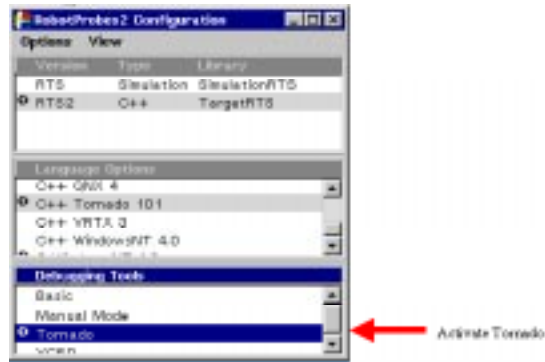 RobotProbes2 Configuration
Options View
Version Type Library
RTS Simulation SimulationRTS
RTS2 C++ TargetRTS
Language Options
C++ GNX 4
C++ Tornado 101
C++ VRTX 3
C++ WindowsNT 4.0
Debugging Tools
Basic
Manual Mode
Tornado
Activate Tornado